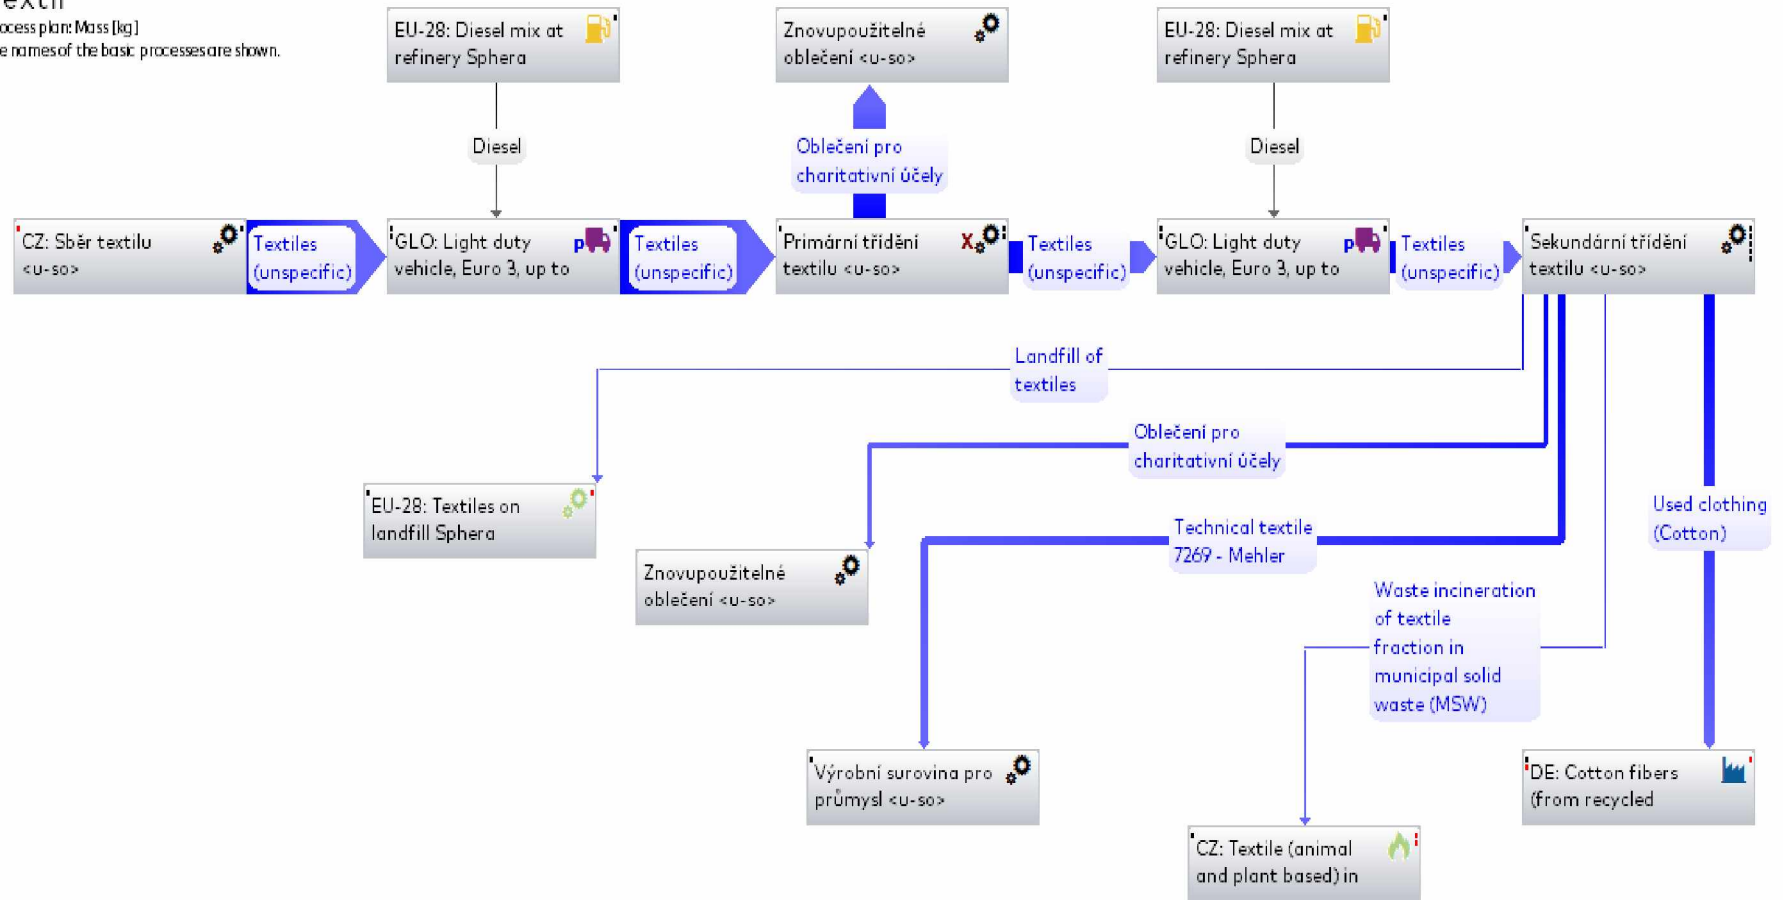 Process plan: Mass [kg]
names of the basic processes are shown.
EU-28: Diesel mix at
refinery Sphera
Znovupoužitelné
oblečení <u-so>
EU-28: Diesel mix at
refinery Sphera
Diesel
Oblečení pro
charitativní účely
Diesel
CZ: Sběr textilu
<u-so>
Textiles
(unspecific)
GLO: Light duty
vehicle, Euro 3, up to
p
Textiles
(unspecific)
Primární třídění
textilu <u-so>
X
Textiles
(unspecific)
GLO: Light duty
vehicle, Euro 3, up to
p
Textiles
(unspecific)
Sekundární třídění
textilu <u-so>
Landfill of
textiles
Oblečení pro
charitativní účely
EU-28: Textiles on
landfill Sphera
Technical textile
7269 - Mehler
Used clothing
(Cotton)
Znovupoužitelné
oblečení <u-so>
Waste incineration
of textile
fraction in
municipal solid
waste (MSW)
Výrobní surovina pro
průmysl <u-so>
DE: Cotton fibers
(from recycled
CZ: Textile (animal
and plant based) in